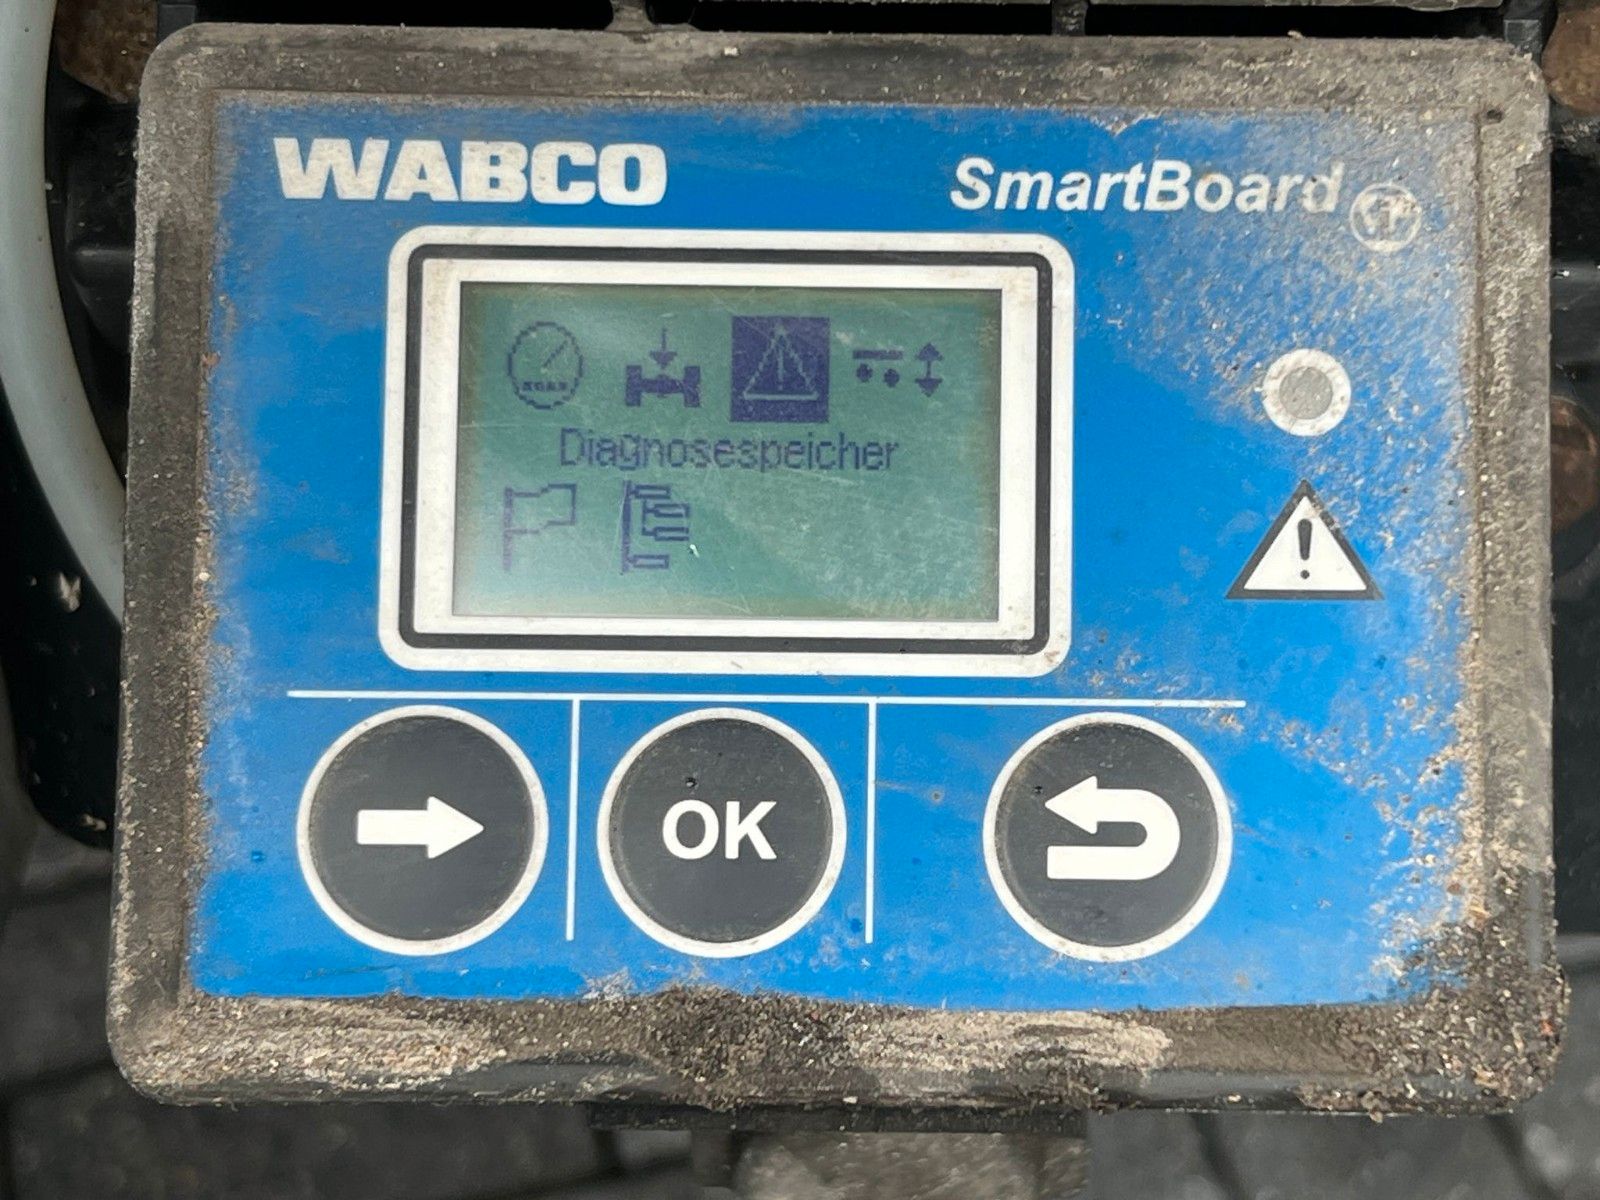 WABCO
SmartBoard
Diagnosespeicher
OK